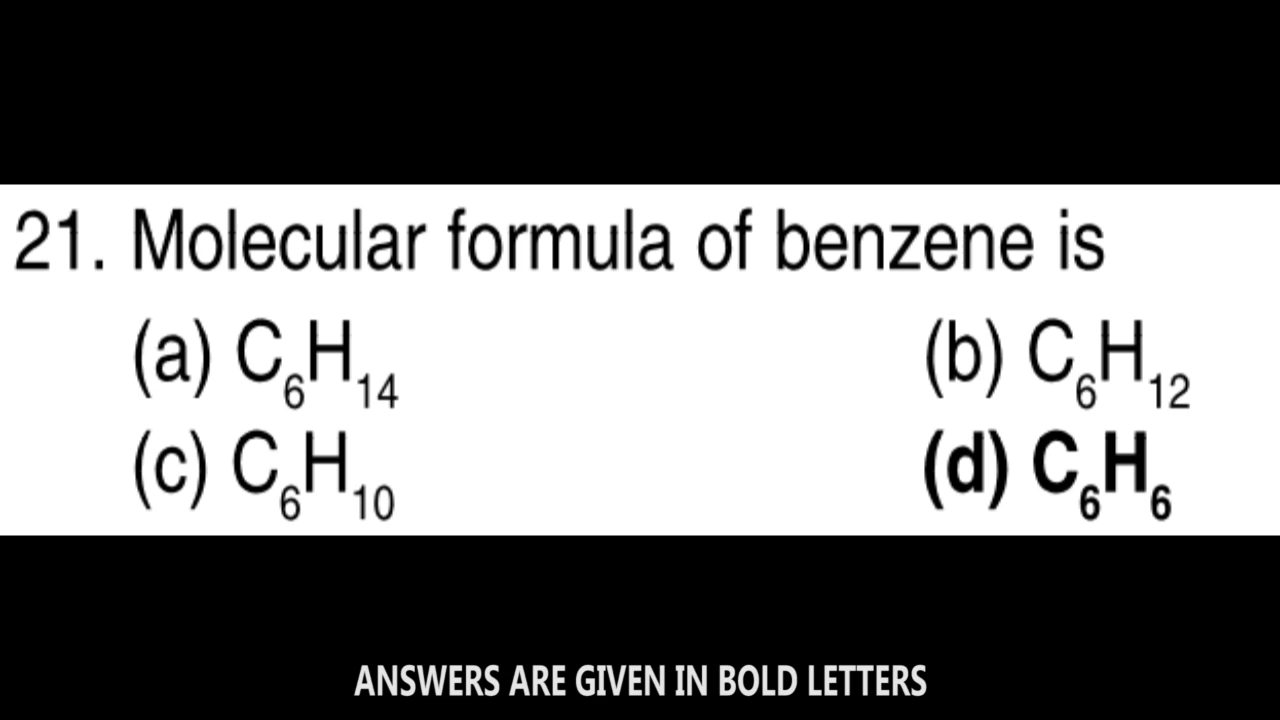 21. Molecular formula of benzene is
(a) C₆H₁₄ (b) C₆H₁₂
(c) C₆H₁₀ (d) C₆H₆
ANSWERS ARE GIVEN IN BOLD LETTERS